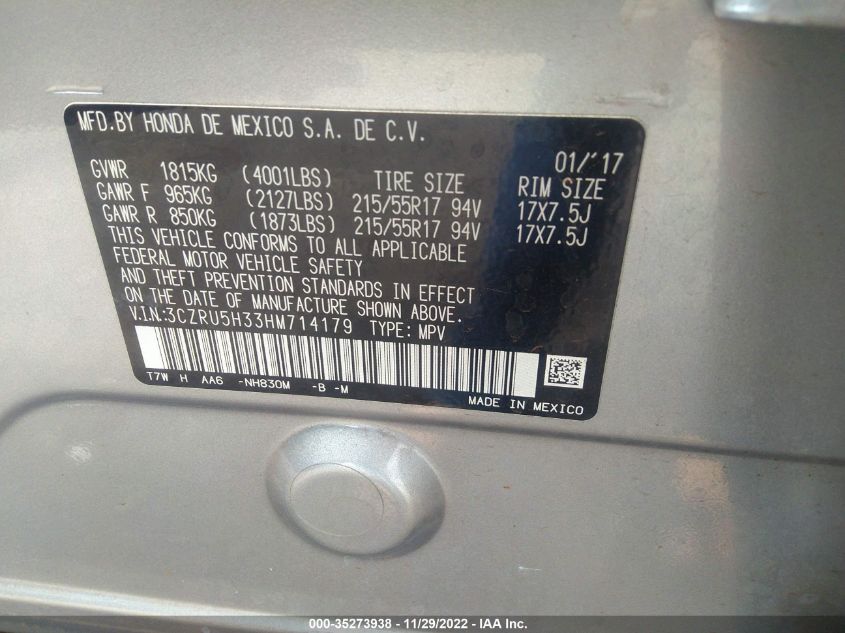 MFD.BY HONDA DE MEXICO S.A. DE C.V.
01/'17
GVWR 1815KG (4001LBS) TIRE SIZE RIM SIZE
GAWR F 965KG (2127LBS) 215/55R17 94V 17X7.5J
GAWR R 850KG (1873LBS) 215/55R17 94V 17X7.5J
THIS VEHICLE CONFORMS TO ALL APPLICABLE
FEDERAL MOTOR VEHICLE SAFETY
AND THEFT PREVENTION STANDARDS IN EFFECT
ON THE DATE OF MANUFACTURE SHOWN ABOVE.
V.I.N:3CZRU5H33HM714179 TYPE: MPV
T7W H AA6 -NH830M -B -M
MADE IN MEXICO
000-35273938 - 11/29/2022 - IAA Inc.